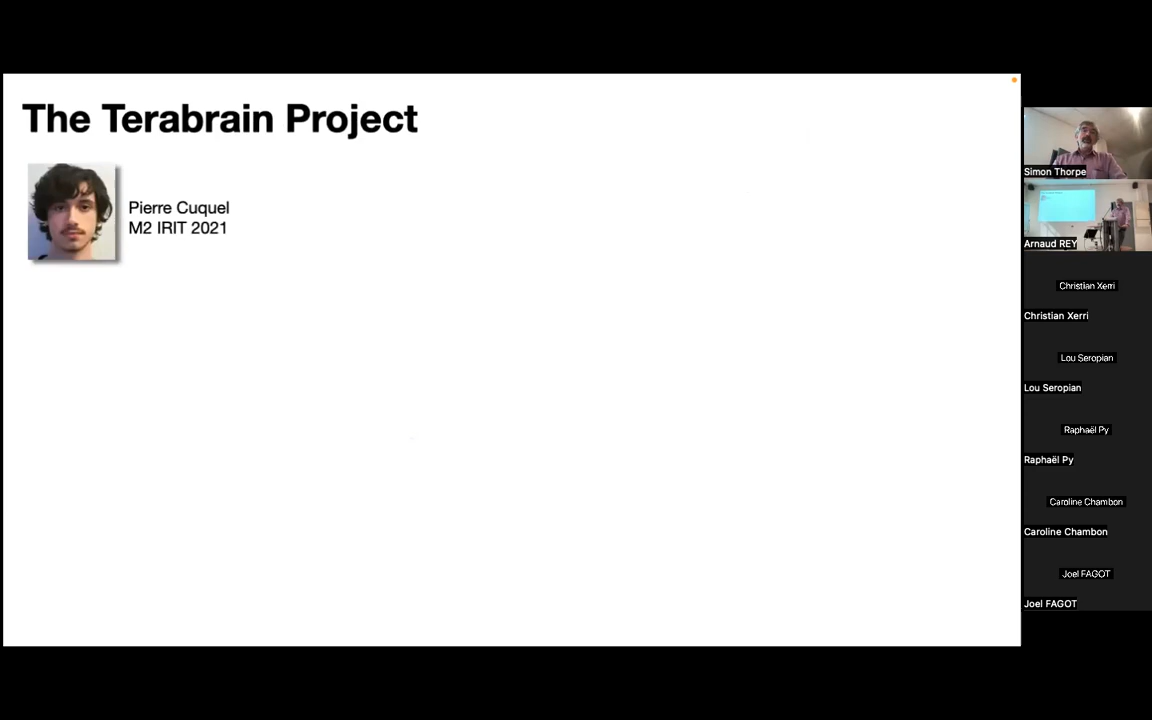 The Terabrain Project
Pierre Cuquel
M2 IRIT 2021
Simon Thorpe
Arnaud REY
Christian Xerri
Christian Xerri
Lou Seropian
Lou Seropian
Raphaël Py
Raphaël Py
Caroline Chambon
Caroline Chambon
Joel FAGOT
Joel FAGOT